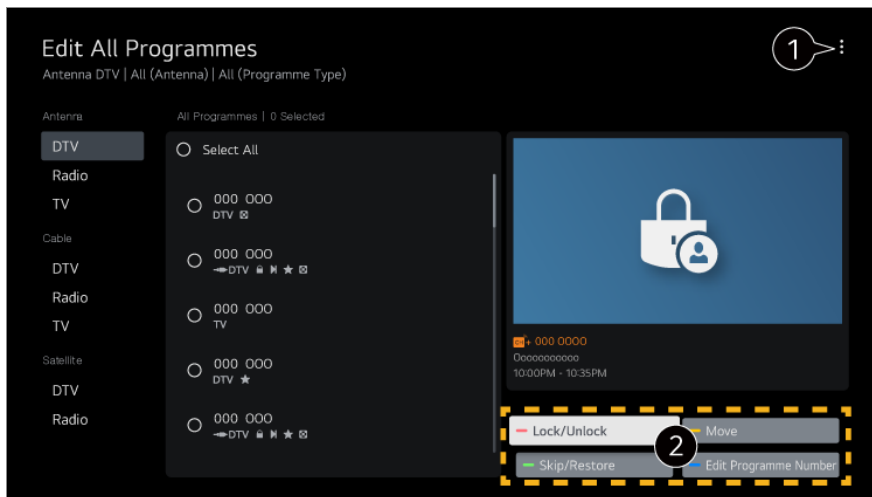 Edit All Programmes
Antenna DTV | All (Antenna) | All (Programme Type)
1
Antenna
DTV
Radio
TV
Cable
DTV
Radio
TV
Satellite
DTV
Radio
All Programmes | 0 Selected
Select All
000 000
DTV
000 000
DTV
000 000
TV
000 000
DTV ★
000 000
DTV ★
+ 000 0000
Oooooooooo
10:00PM - 10:35PM
Lock/Unlock
Move
2
Skip/Restore
Edit Programme Number